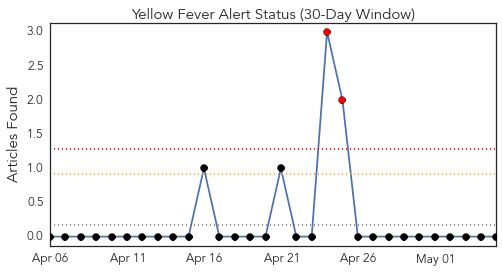 Yellow Fever Alert Status (30-Day Window)
Articles Found
3.0
2.5
2.0
1.5
1.0
0.5
0.0
Apr 06
Apr 11
Apr 16
Apr 21
Apr 26
May 01